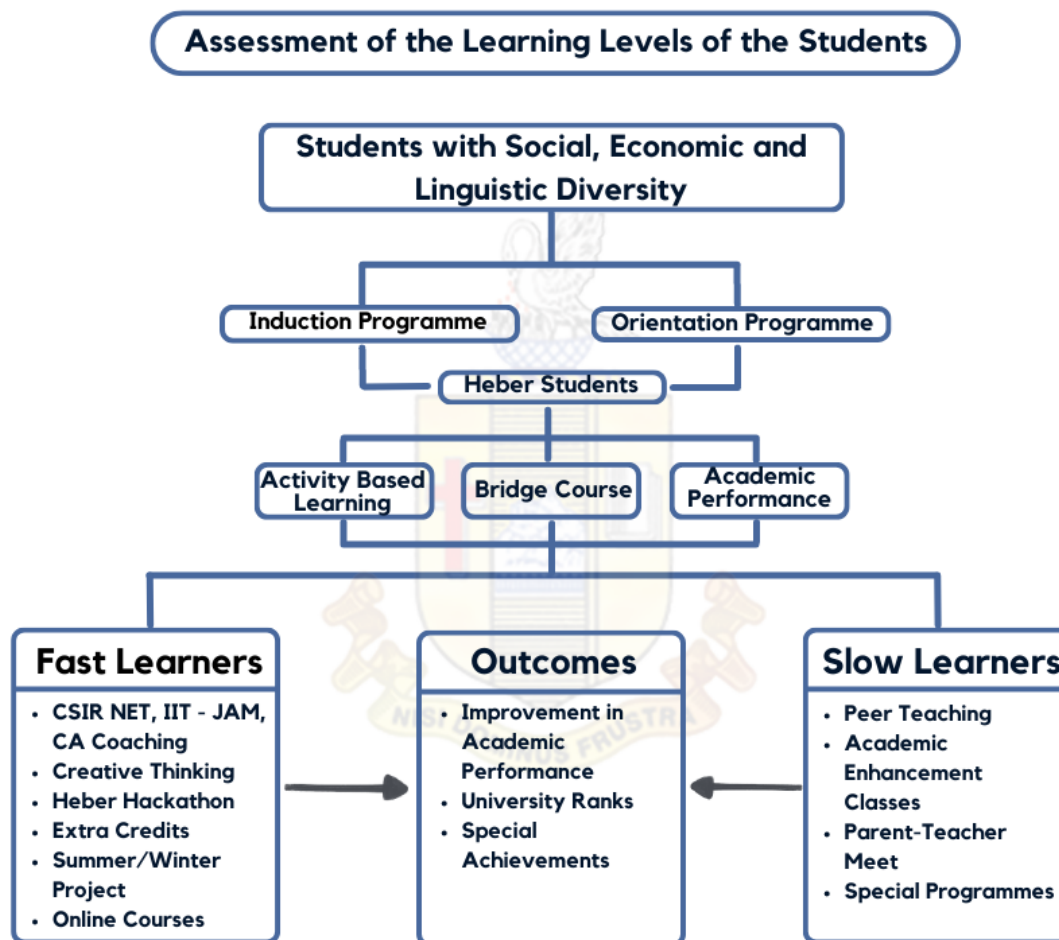 Assessment of the Learning Levels of the Students
Students with Social, Economic and
Linguistic Diversity
Induction Programme
Orientation Programme
Heber Students
Activity Based
Learning
Bridge Course
Academic
Performance
Fast Learners
• CSIR NET, IIT - JAM,
CA Coaching
• Creative Thinking
• Heber Hackathon
• Extra Credits
• Summer/Winter
Project
• Online Courses
Outcomes
• Improvement in
Academic
Performance
• University Ranks
• Special
Achievements
Slow Learners
• Peer Teaching
• Academic
Enhancement
Classes
• Parent-Teacher
Meet
• Special Programmes
NISI DOMINUS FRUSTRA